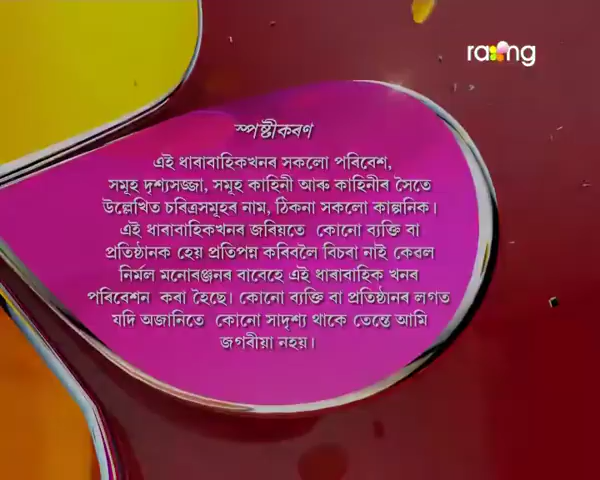 rang
স্পষ্টীকৰণ
এই ধাৰাবাহিকখনৰ সকলো পৰিবেশ,
সমূহ দৃশ্যসজ্জা, সমূহ কাহিনী আৰু কাহিনীৰ সৈতে
উল্লেখিত চৰিত্ৰসমূহৰ নাম, ঠিকনা সকলো কাল্পনিক।
এই ধাৰাবাহিকখনৰ জৰিয়তে কোনো ব্যক্তি বা
প্ৰতিষ্ঠানক হেয় প্ৰতিপন্ন কৰিবলৈ বিচৰা নাই কেৱল
নিৰ্মল মনোৰঞ্জনৰ বাবেহে এই ধাৰাবাহিক খনৰ
পৰিবেশন কৰা হৈছে। কোনো ব্যক্তি বা প্ৰতিষ্ঠানৰ লগত
যদি অজানিতে কোনো সাদৃশ্য থাকে তেন্তে আমি
জগৰীয়া নহয়।